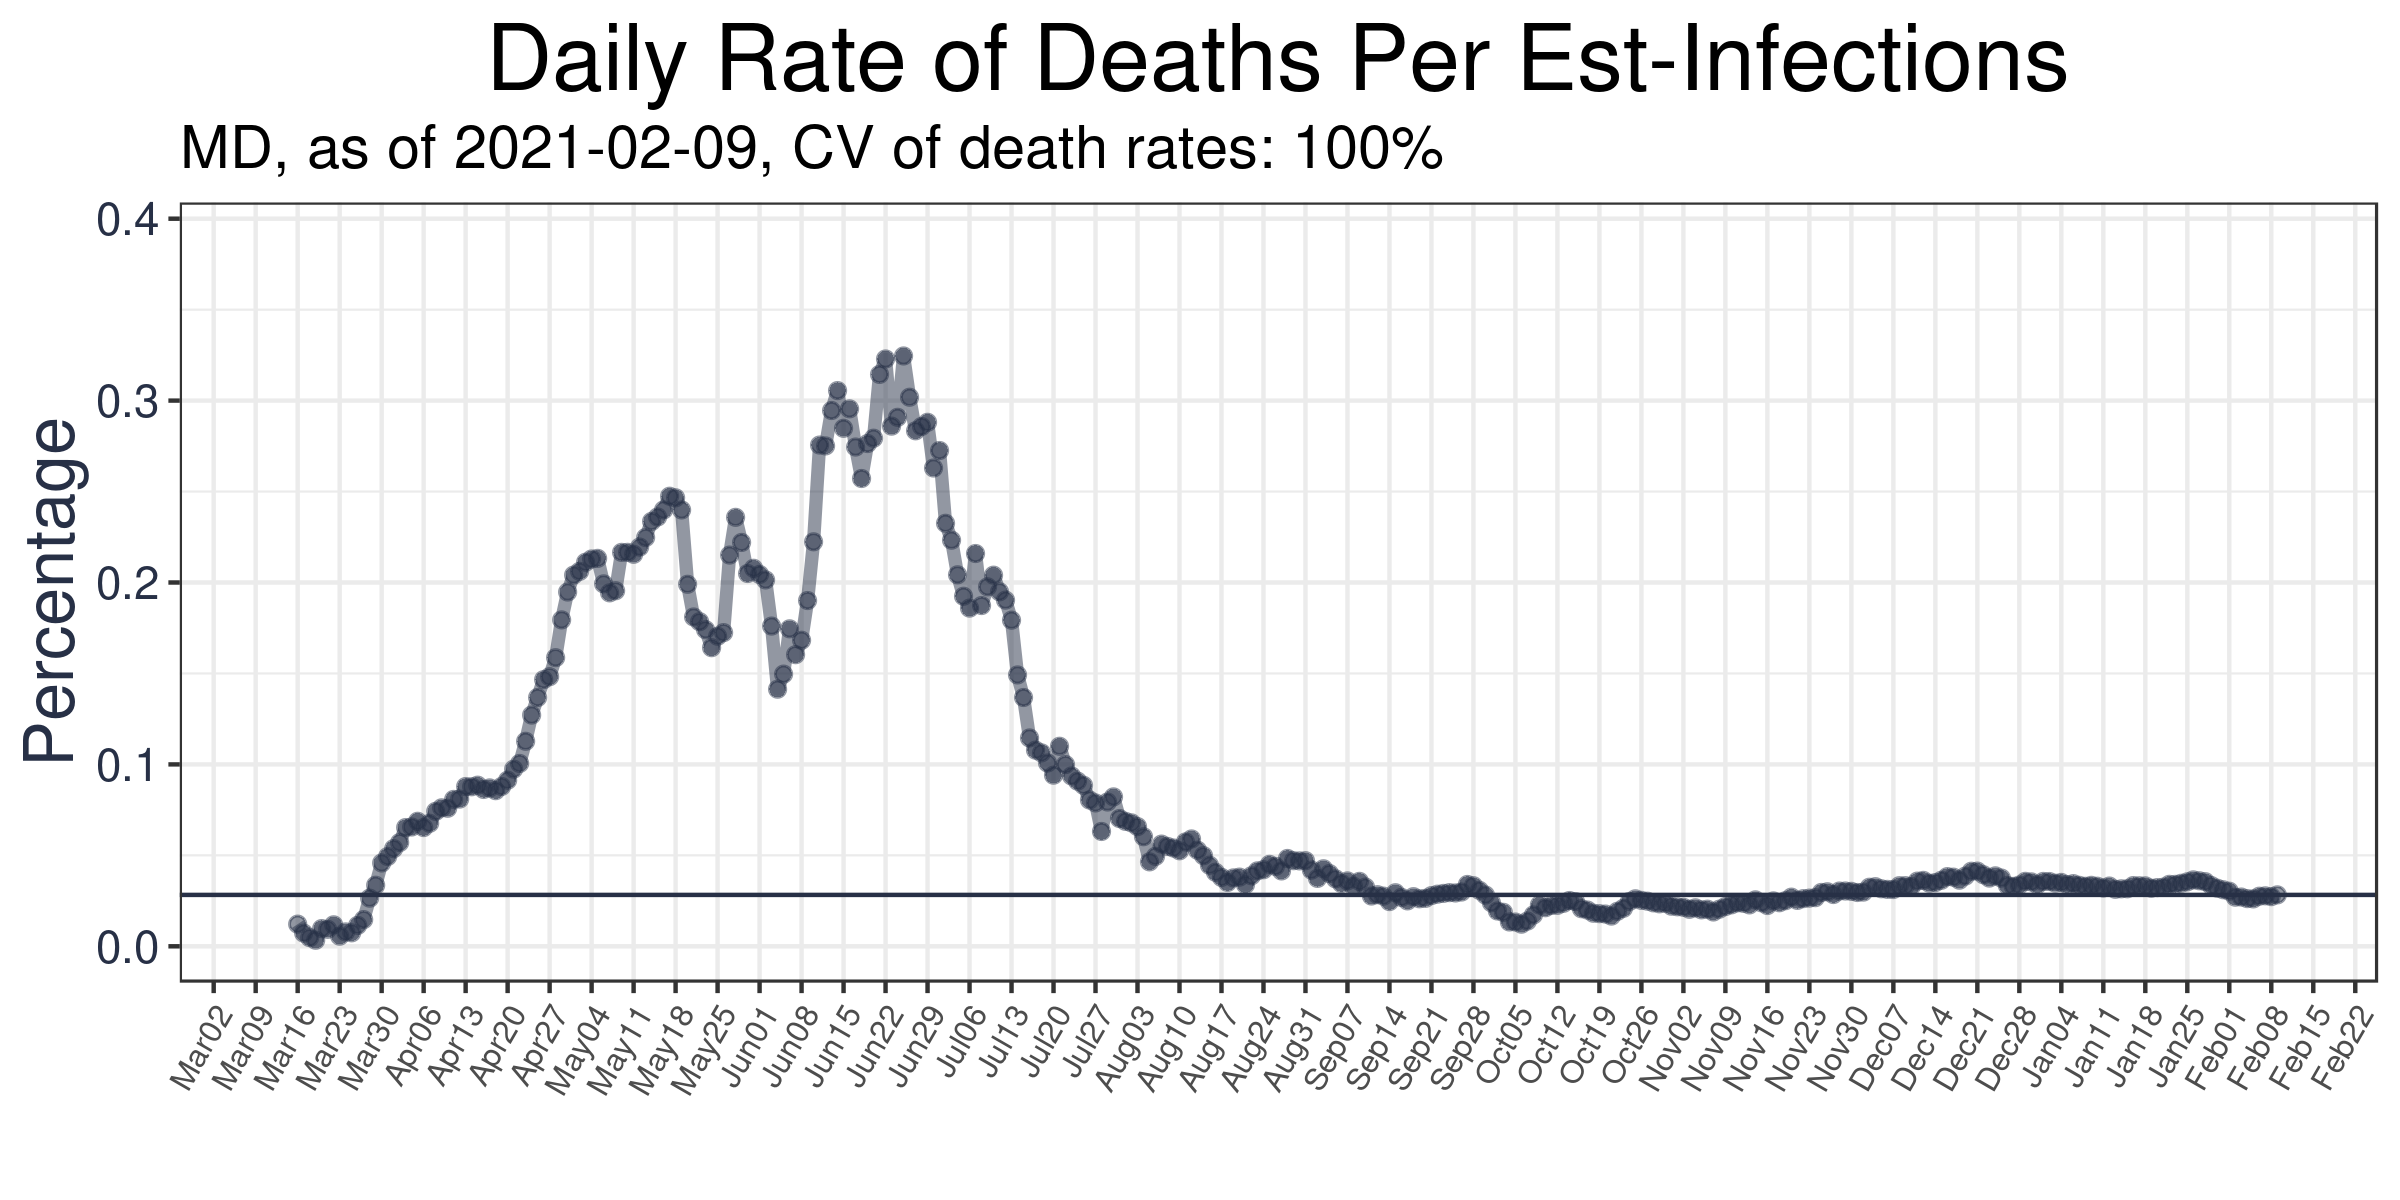 Daily Rate of Deaths Per Est-Infections
MD, as of 2021-02-09, CV of death rates: 100%
Percentage
0.4
0.3
0.2
0.1
0.0
Mar02
Mar09
Mar16
Mar23
Mar30
Apr06
Apr13
Apr20
Apr27
May04
May11
May18
May25
Jun01
Jun08
Jun15
Jun22
Jun29
Jul06
Jul13
Jul20
Jul27
Aug03
Aug10
Aug17
Aug24
Aug31
Sep07
Sep14
Sep21
Sep28
Oct05
Oct12
Oct19
Oct26
Nov02
Nov09
Nov16
Nov23
Nov30
Dec07
Dec14
Dec21
Dec28
Jan04
Jan11
Jan18
Jan25
Feb01
Feb08
Feb15
Feb22